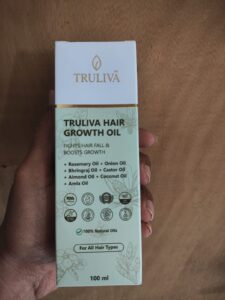 TRULIVA
TRULIVA HAIR
GROWTH OIL
FIGHTS HAIR FALL &
BOOSTS GROWTH
• Rosemary Oil • Onion Oil
• Bhringraj Oil • Castor Oil
• Almond Oil • Coconut Oil
• Amla Oil
100% Natural Oils
For All Hair Types
100 ml